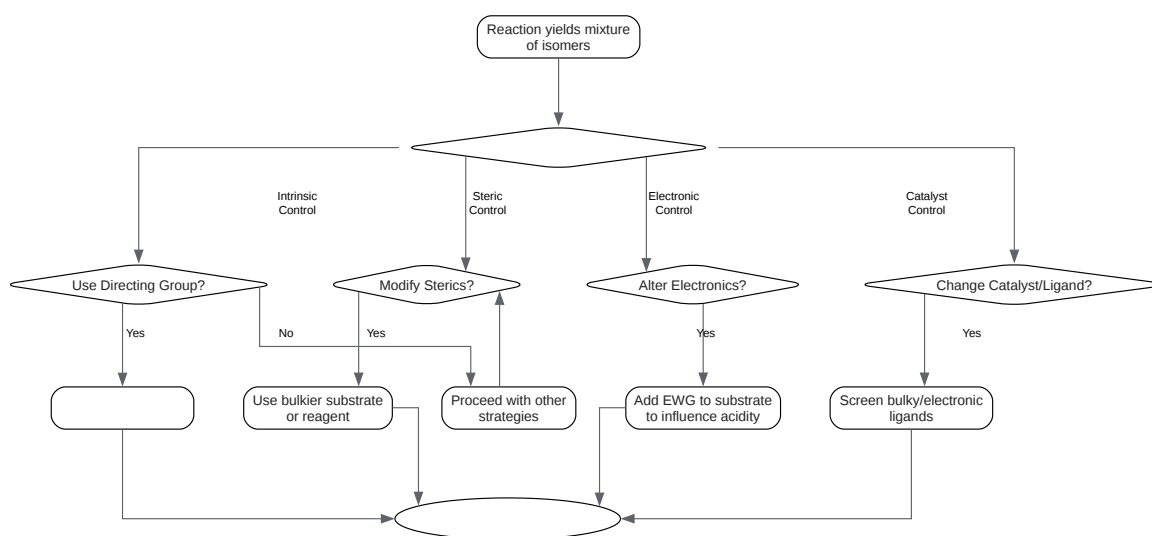 Reaction yields mixture
of isomers
Intrinsic
Control
Steric
Control
Electronic
Control
Catalyst
Control
Use Directing Group?
Modify Sterics?
Alter Electronics?
Change Catalyst/Ligand?
Yes
No
Yes
Yes
Yes
Use bulkier substrate
or reagent
Proceed with other
strategies
Add EWG to substrate
to influence acidity
Screen bulky/electronic
ligands